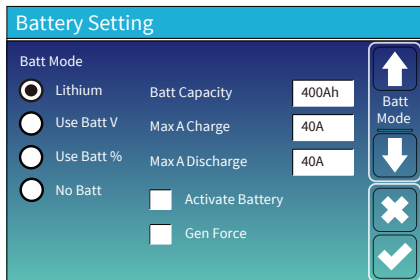 Battery Setting
Batt Mode
Lithium
Use Batt V
Use Batt %
No Batt
Batt Capacity 400Ah
Max A Charge 40A
Max A Discharge 40A
Activate Battery
Gen Force
Batt
Mode